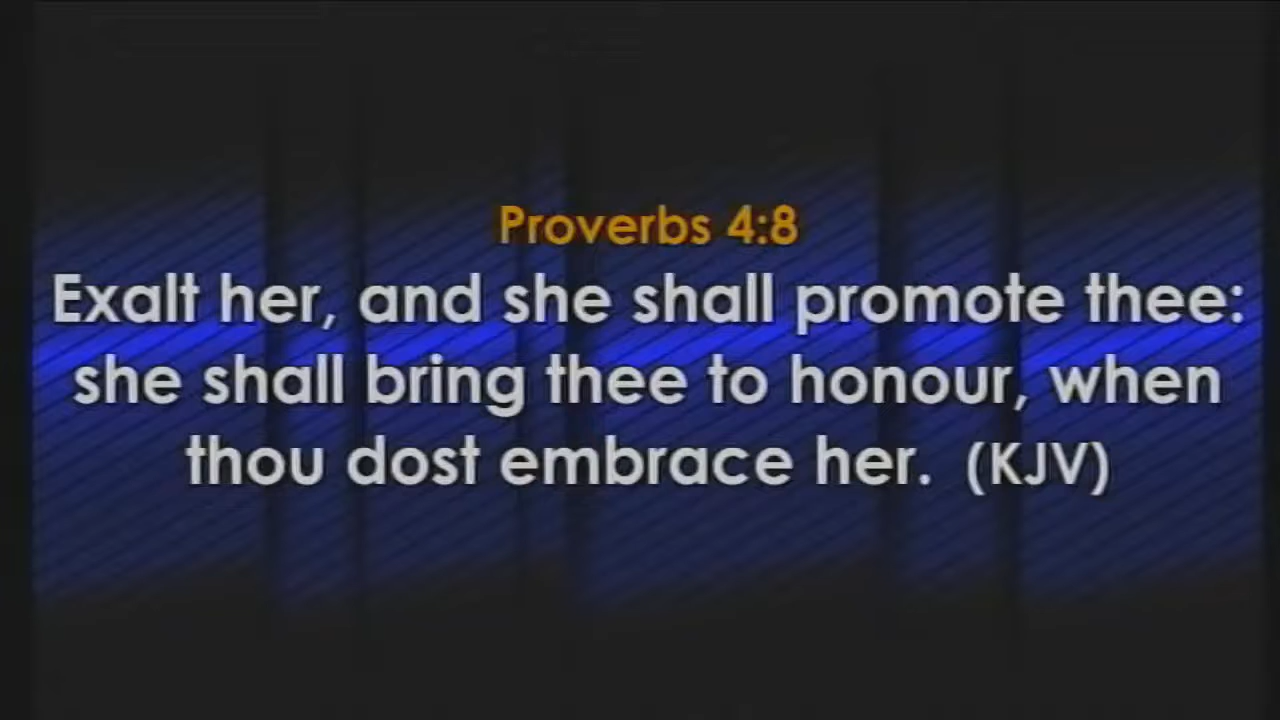 Proverbs 4:8
Exalt her, and she shall promote thee:
she shall bring thee to honour, when
thou dost embrace her. (KJV)